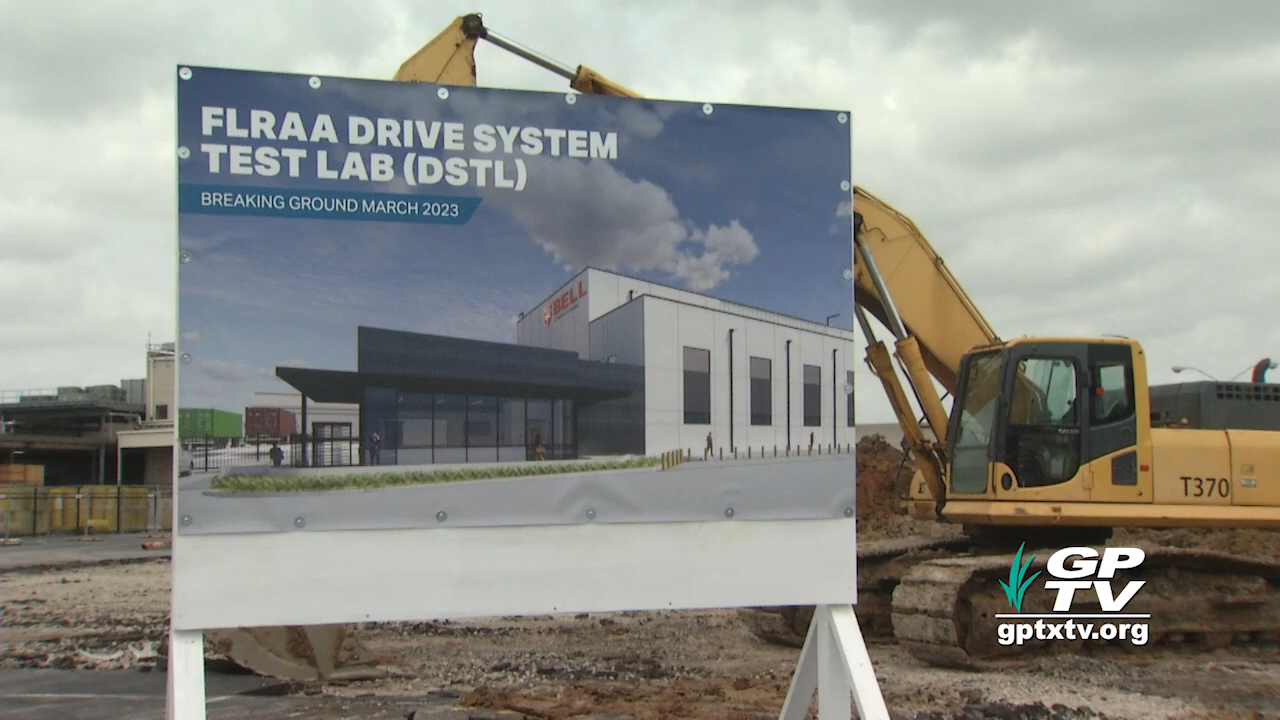 FLRAA DRIVE SYSTEM
TEST LAB (DSTL)
BREAKING GROUND MARCH 2023
BELL
T370
GP
TV
gptxtv.org